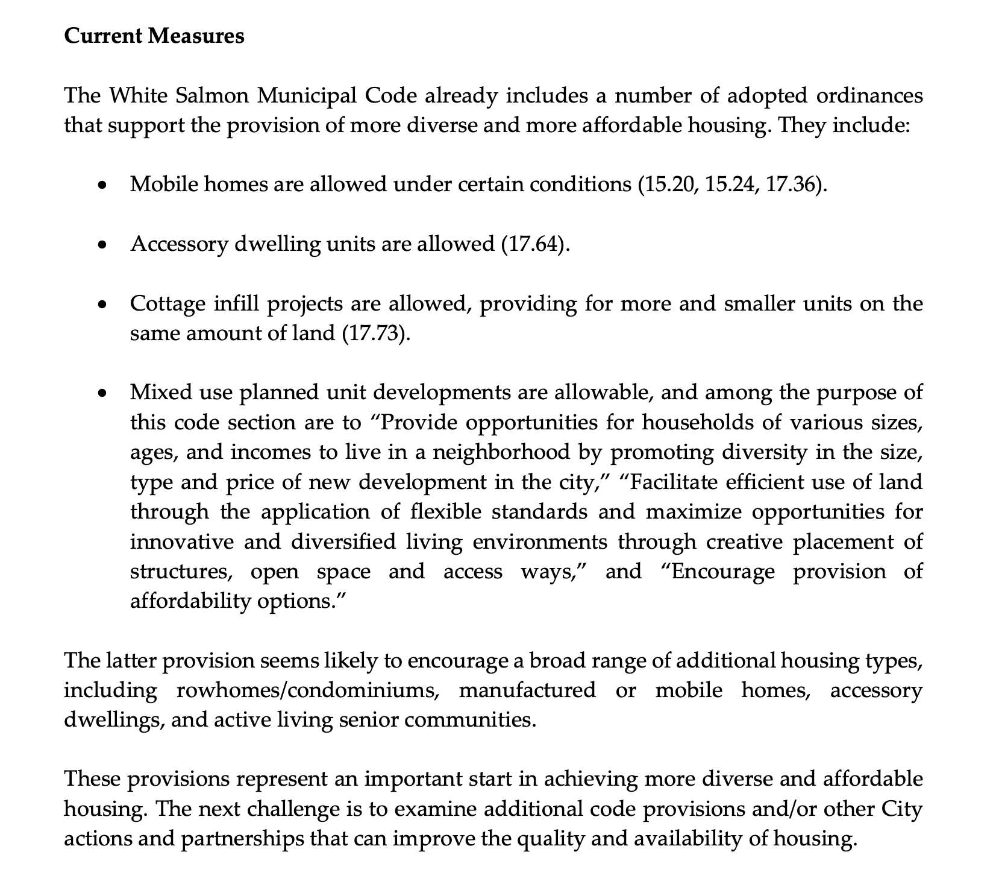 Current Measures
The White Salmon Municipal Code already includes a number of adopted ordinances
that support the provision of more diverse and more affordable housing. They include:
• Mobile homes are allowed under certain conditions (15.20, 15.24, 17.36).
• Accessory dwelling units are allowed (17.64).
• Cottage infill projects are allowed, providing for more and smaller units on the
same amount of land (17.73).
• Mixed use planned unit developments are allowable, and among the purpose of
this code section are to “Provide opportunities for households of various sizes,
ages, and incomes to live in a neighborhood by promoting diversity in the size,
type and price of new development in the city,” “Facilitate efficient use of land
through the application of flexible standards and maximize opportunities for
innovative and diversified living environments through creative placement of
structures, open space and access ways,” and “Encourage provision of
affordability options.”
The latter provision seems likely to encourage a broad range of additional housing types,
including rowhomes/condominiums, manufactured or mobile homes, accessory
dwellings, and active living senior communities.
These provisions represent an important start in achieving more diverse and affordable
housing. The next challenge is to examine additional code provisions and/or other City
actions and partnerships that can improve the quality and availability of housing.